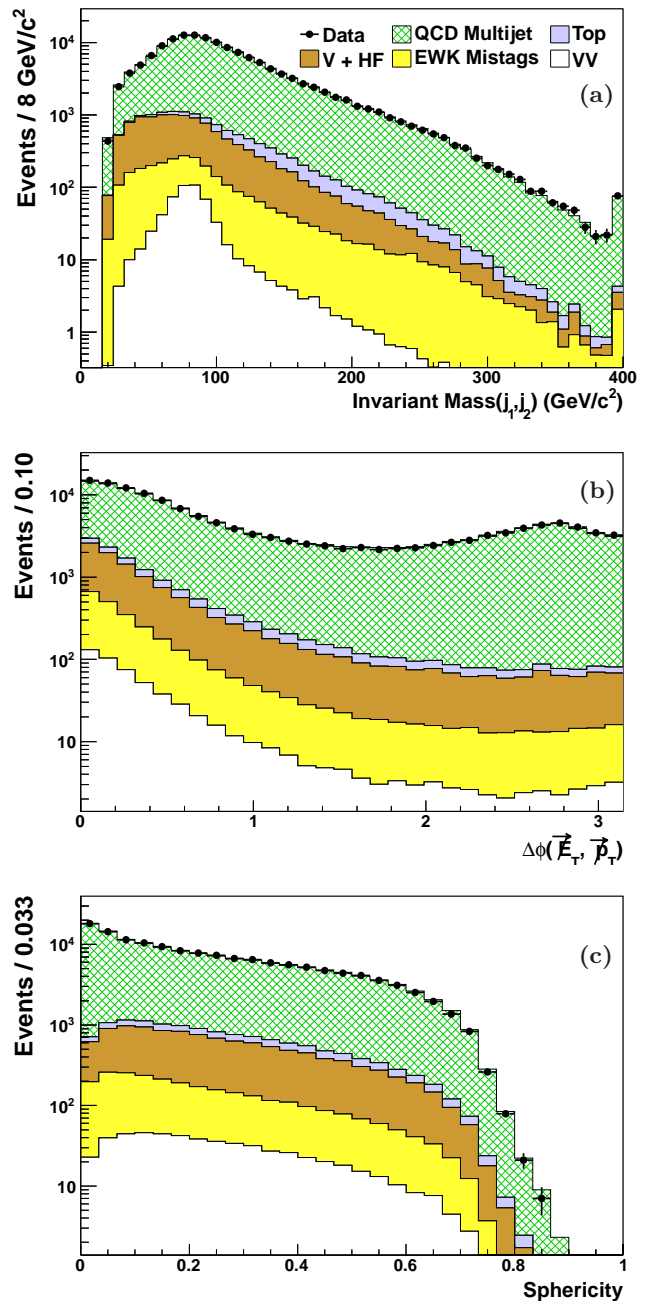 Data QCD Multijet Top
V + HF EWK Mistags VV
(a)
Events / 8 GeV/c²
10⁴
10³
10²
10
1
0 100 200 300 400
Invariant Mass(j₁,j₂) (GeV/c²)
(b)
Events / 0.10
10⁴
10³
10²
10
0 1 2 3
Δϕ(E̸⃗_T, p̸⃗_T)
(c)
Events / 0.033
10⁴
10³
10²
10
0 0.2 0.4 0.6 0.8 1
Sphericity